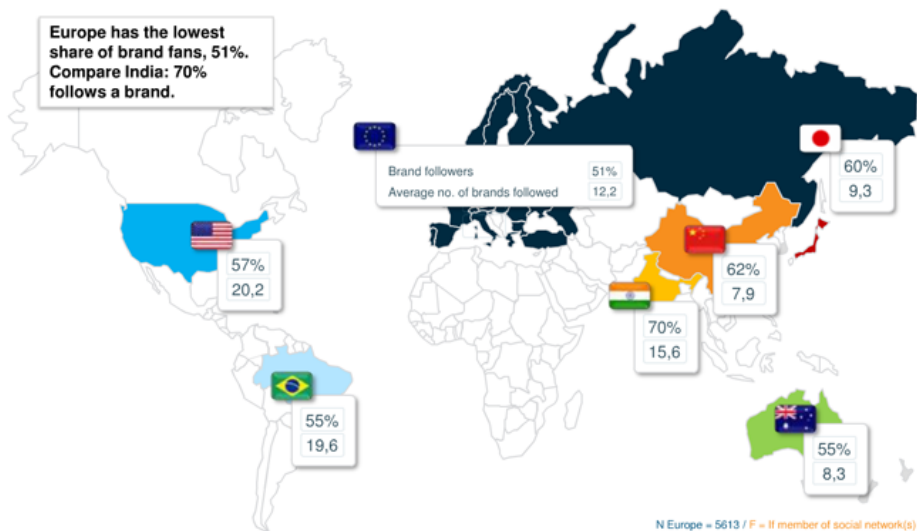 Europe has the lowest
share of brand fans, 51%.
Compare India: 70%
follows a brand.
Brand followers 51%
Average no. of brands followed 12,2
60%
9,3
57%
20,2
62%
7,9
70%
15,6
55%
19,6
55%
8,3
N Europe = 5613 / F = If member of social network(s)